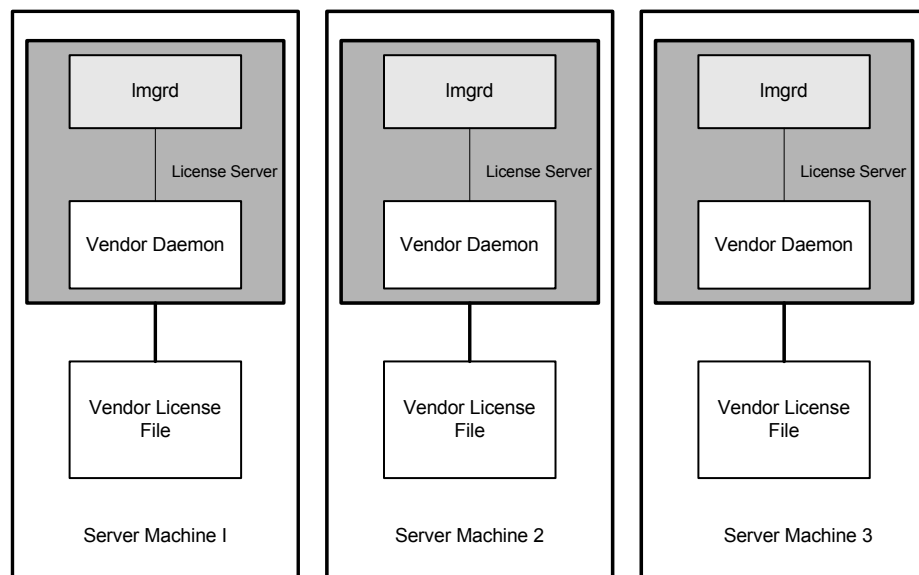 lmgrd
License Server
Vendor Daemon
Vendor License
File
Server Machine I
lmgrd
License Server
Vendor Daemon
Vendor License
File
Server Machine 2
lmgrd
License Server
Vendor Daemon
Vendor License
File
Server Machine 3